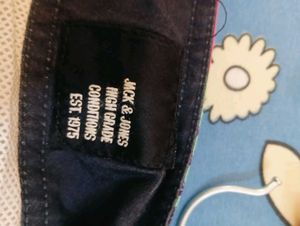 JACK & JONES
HIGH GRADE
CONDITIONS
EST. 1975